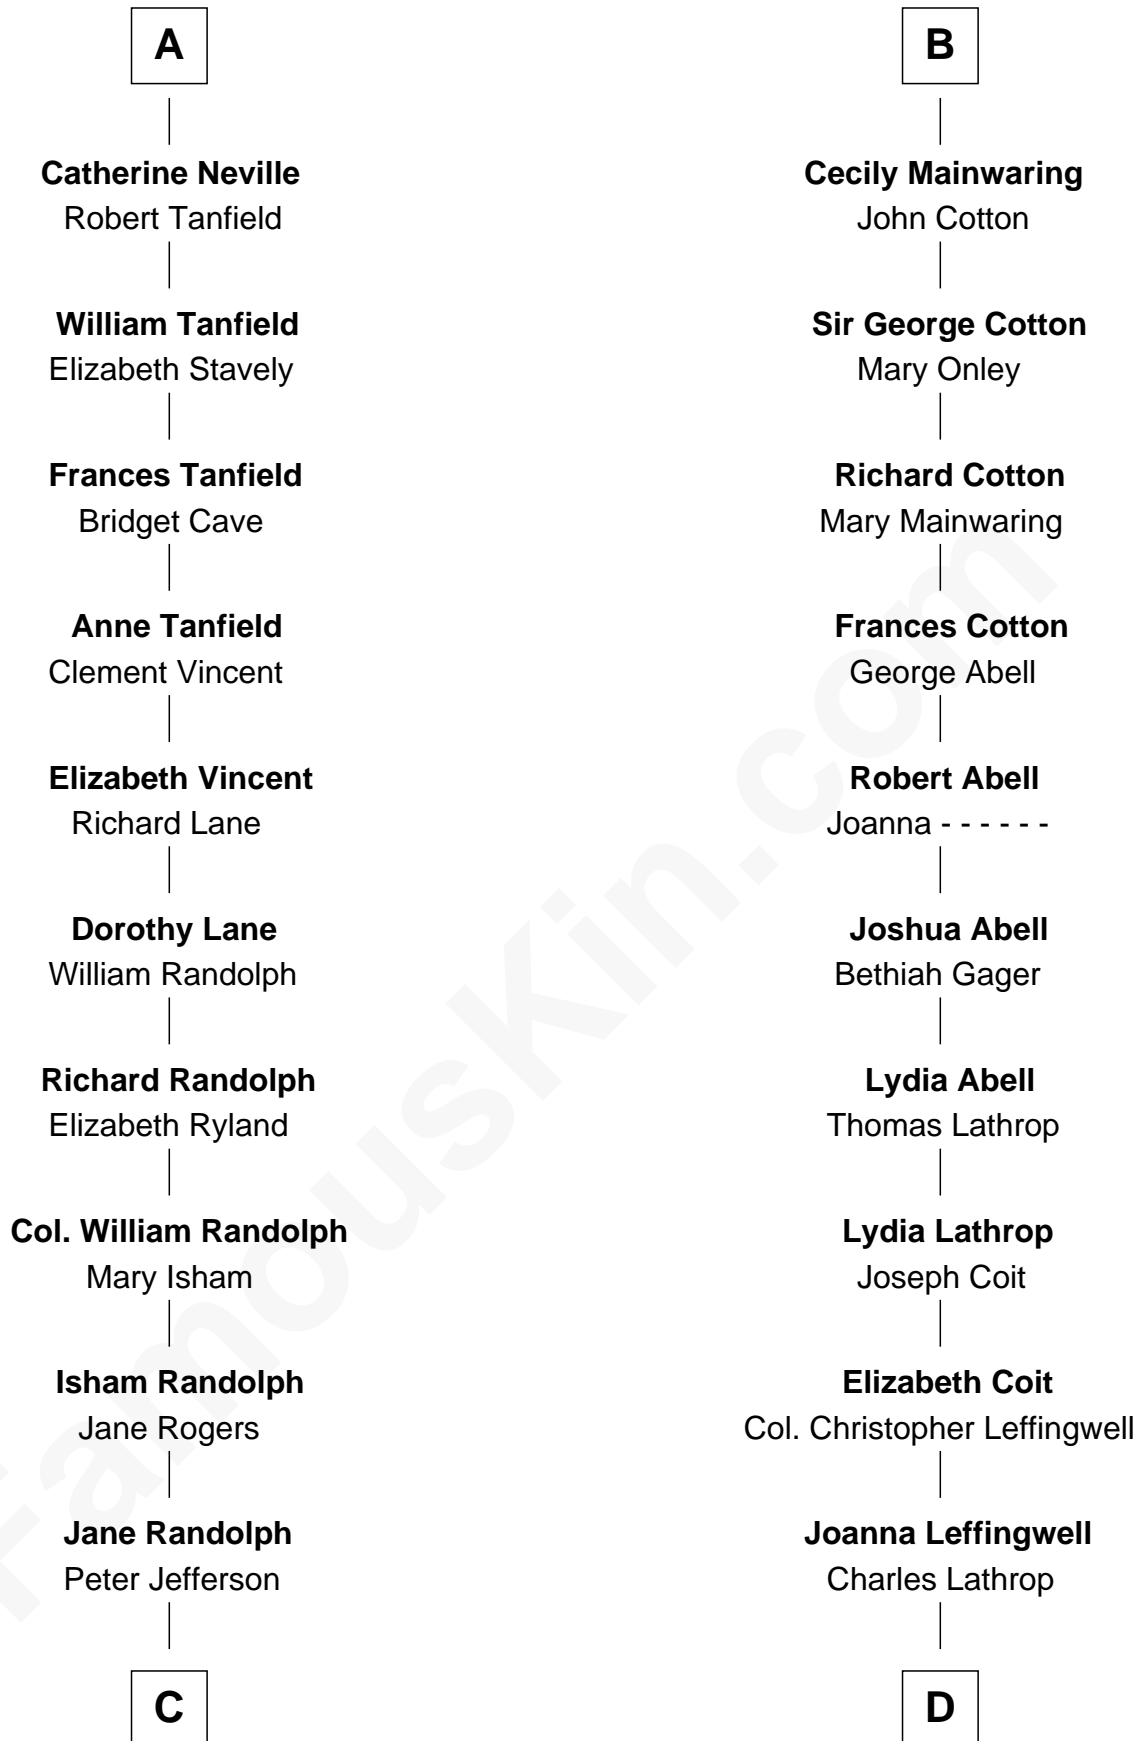 A
Catherine Neville
Robert Tanfield
William Tanfield
Elizabeth Stavely
Frances Tanfield
Bridget Cave
Anne Tanfield
Clement Vincent
Elizabeth Vincent
Richard Lane
Dorothy Lane
William Randolph
Richard Randolph
Elizabeth Ryland
Col. William Randolph
Mary Isham
Isham Randolph
Jane Rogers
Jane Randolph
Peter Jefferson
C
B
Cecily Mainwaring
John Cotton
Sir George Cotton
Mary Onley
Richard Cotton
Mary Mainwaring
Frances Cotton
George Abell
Robert Abell
Joanna - - - - - -
Joshua Abell
Bethiah Gager
Lydia Abell
Thomas Lathrop
Lydia Lathrop
Joseph Coit
Elizabeth Coit
Col. Christopher Leffingwell
Joanna Leffingwell
Charles Lathrop
D
FamousKin.com